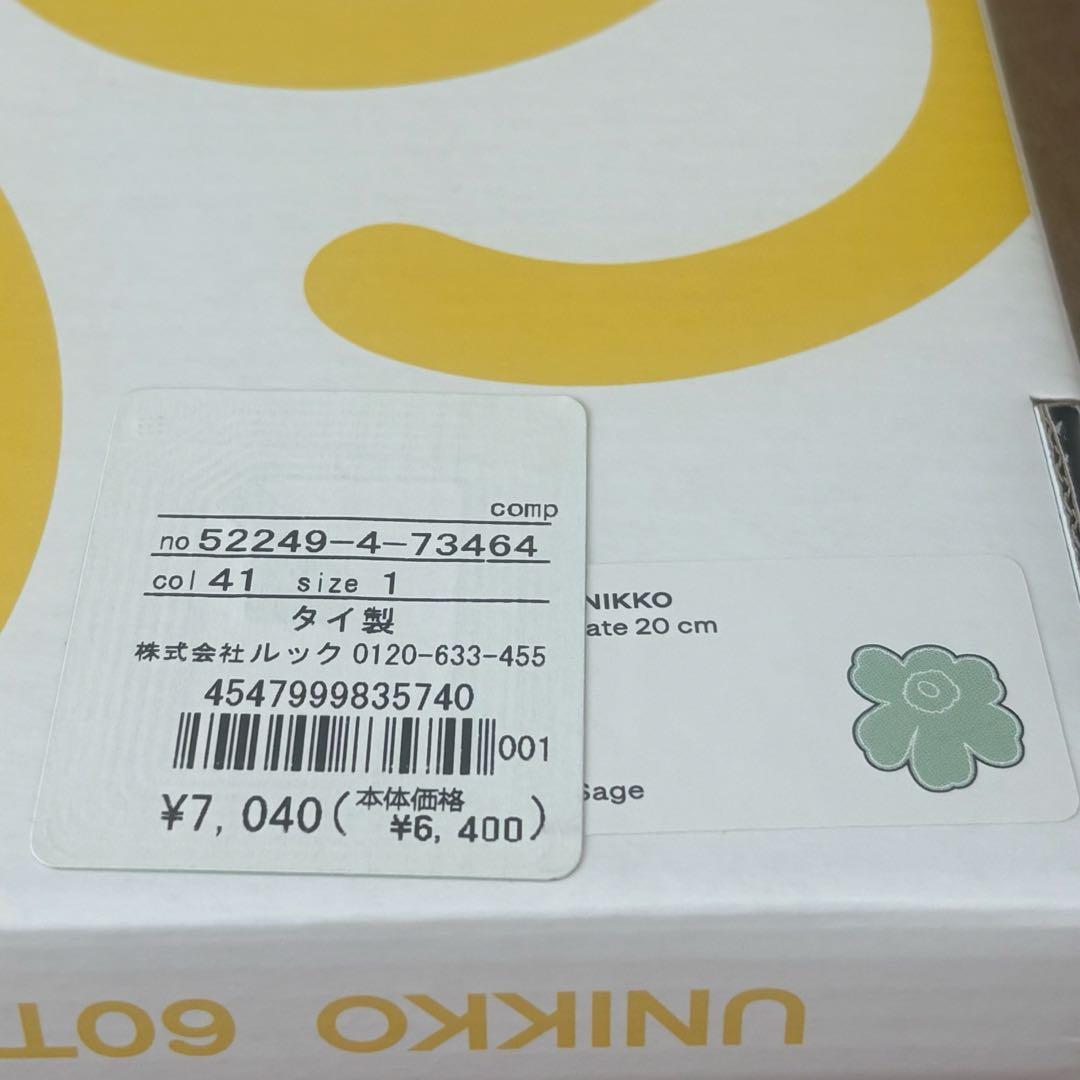 comp
no 52249-4-73464
col 41 size 1
タイ製
株式会社ルック 0120-633-455
4547999835740
001
¥7,040(本体価格 ¥6,400)
NIKKO
ate 20 cm
Sage
UNIKKO 60T